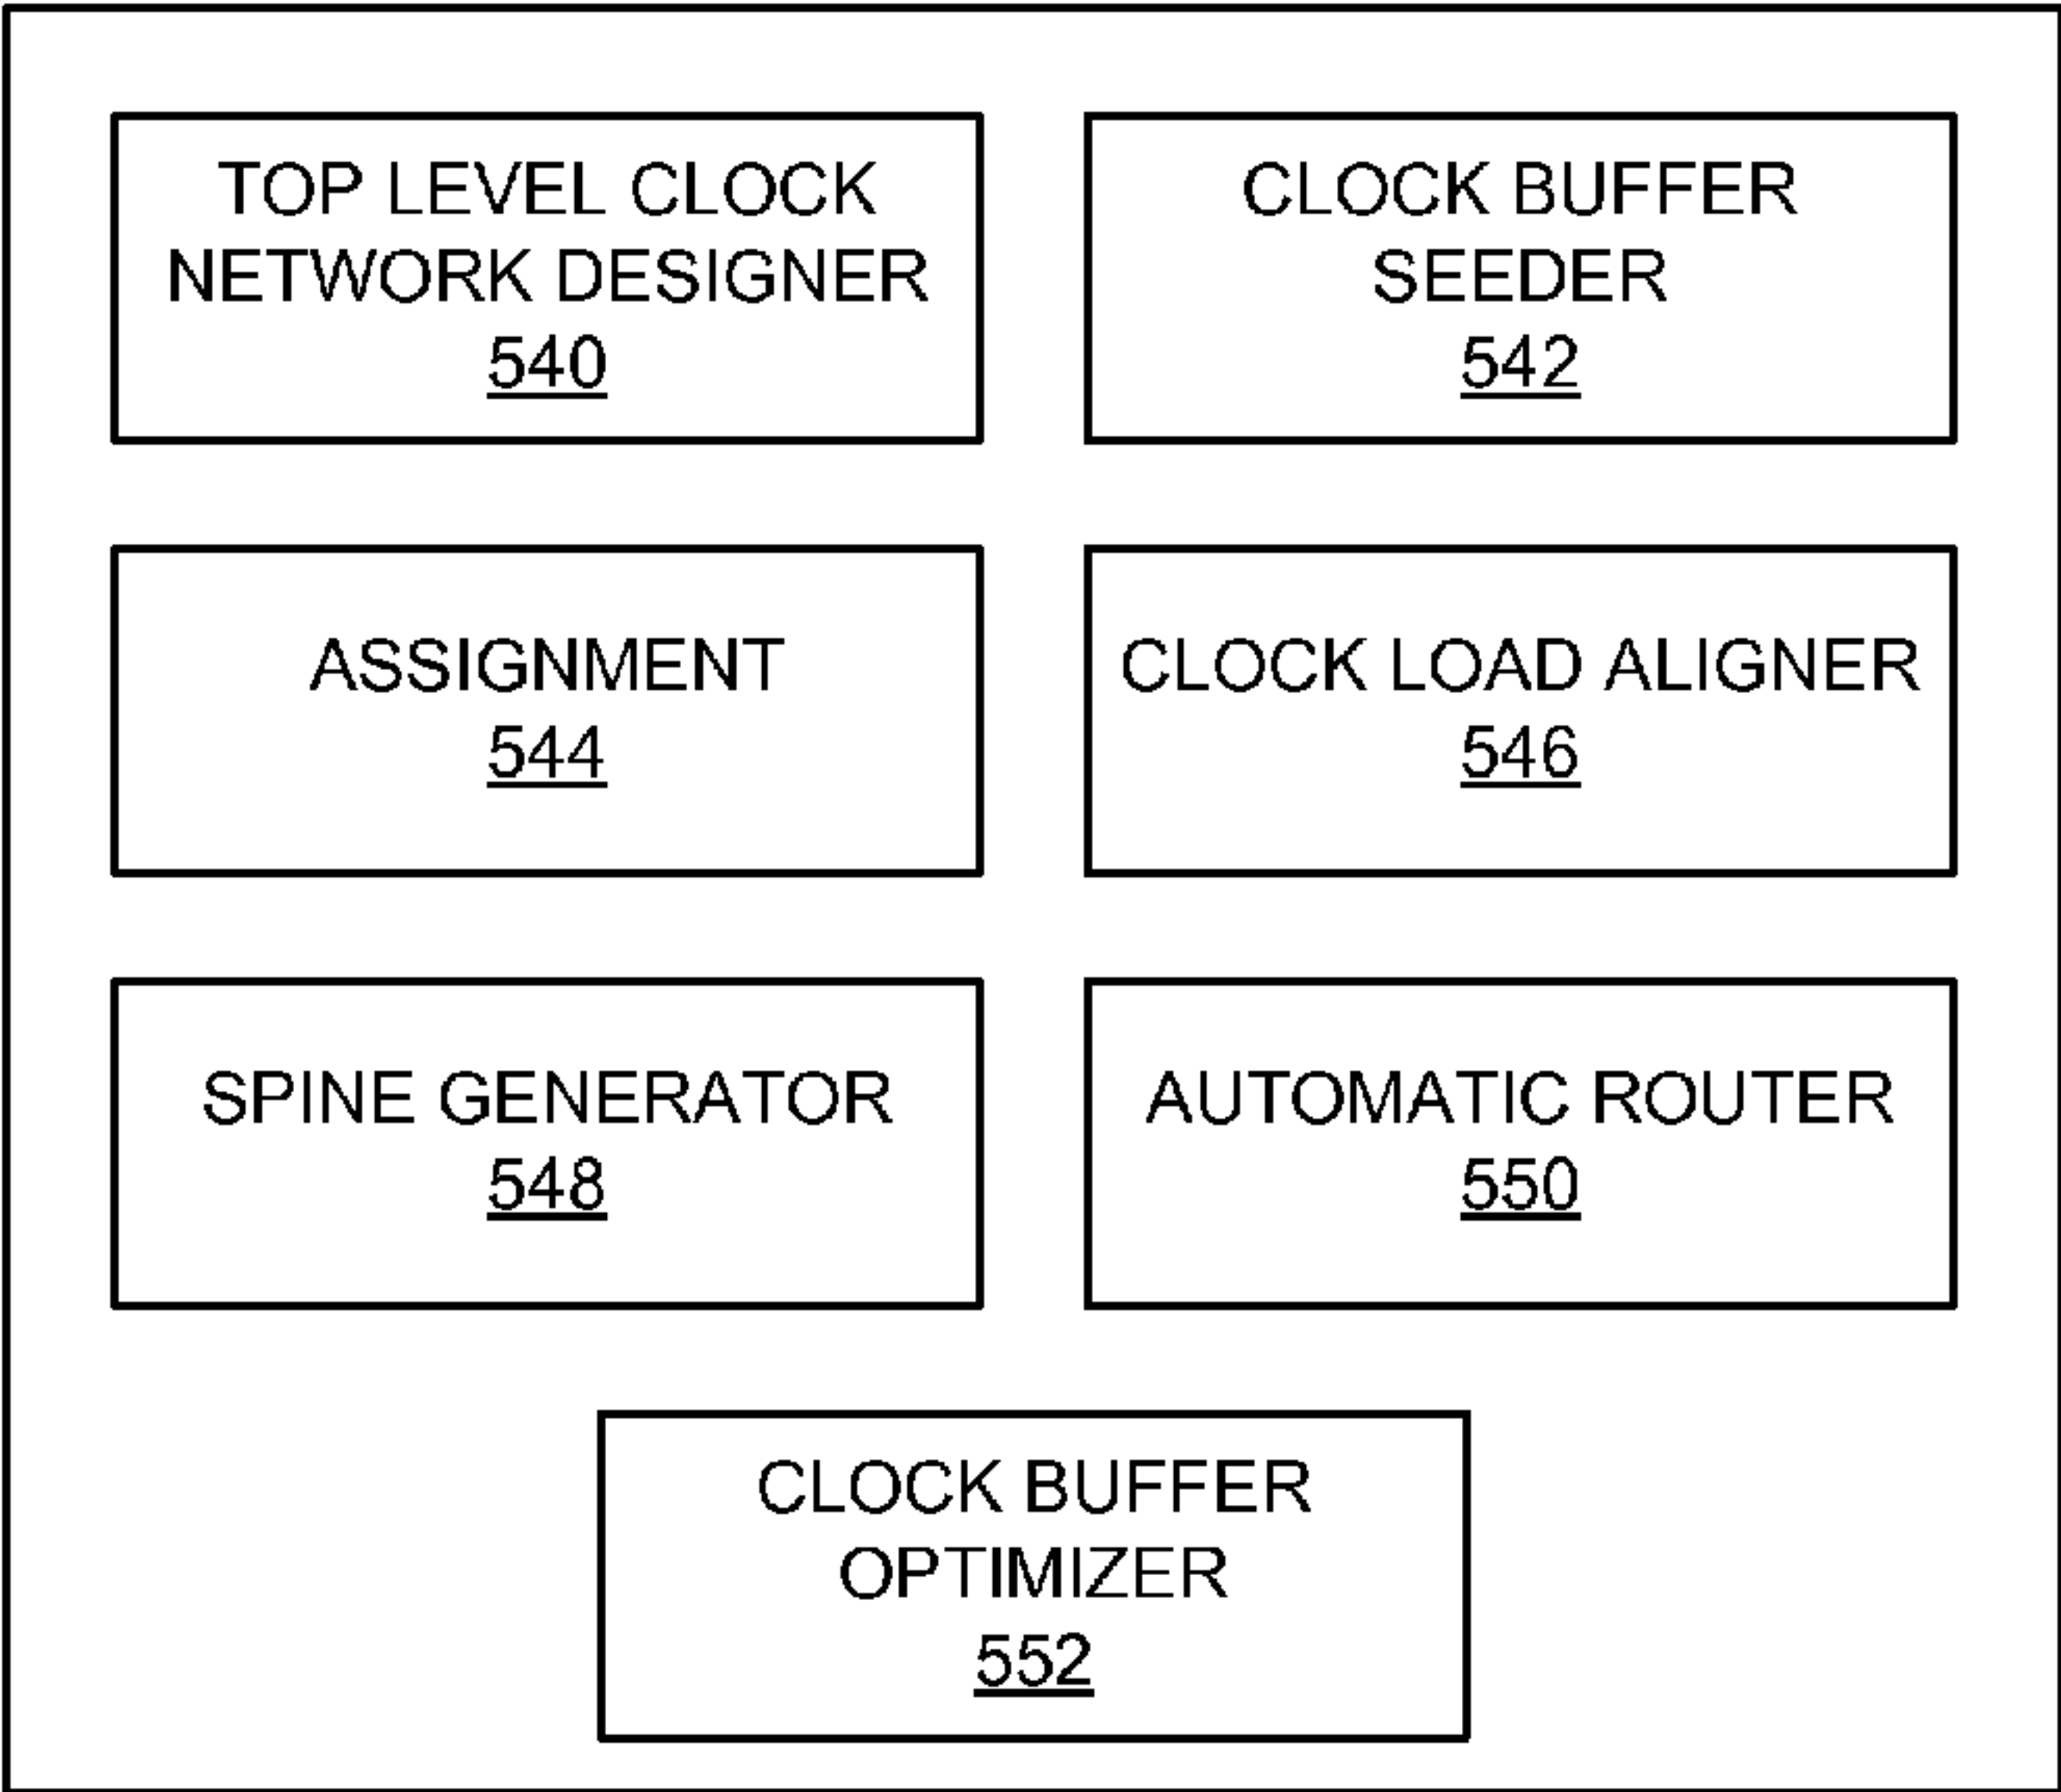 TOP LEVEL CLOCK
NETWORK DESIGNER
540
CLOCK BUFFER
SEEDER
542
ASSIGNMENT
544
CLOCK LOAD ALIGNER
546
SPINE GENERATOR
548
AUTOMATIC ROUTER
550
CLOCK BUFFER
OPTIMIZER
552